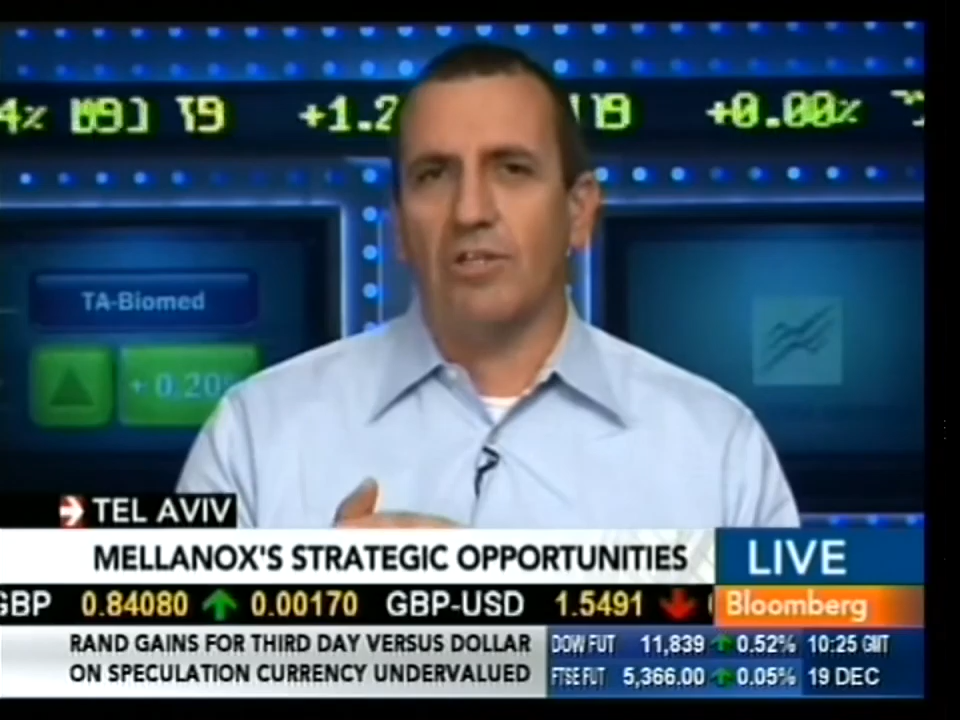 +1.2
+0.00%
TA-Biomed
+ 0.20%
TEL AVIV
MELLANOX'S STRATEGIC OPPORTUNITIES
LIVE
GBP 0.84080 0.00170 GBP-USD 1.5491
Bloomberg
RAND GAINS FOR THIRD DAY VERSUS DOLLAR
ON SPECULATION CURRENCY UNDERVALUED
DOW FUT 11,839 0.52% 10:25 GMT
FTSE FUT 5,366.00 0.05% 19 DEC